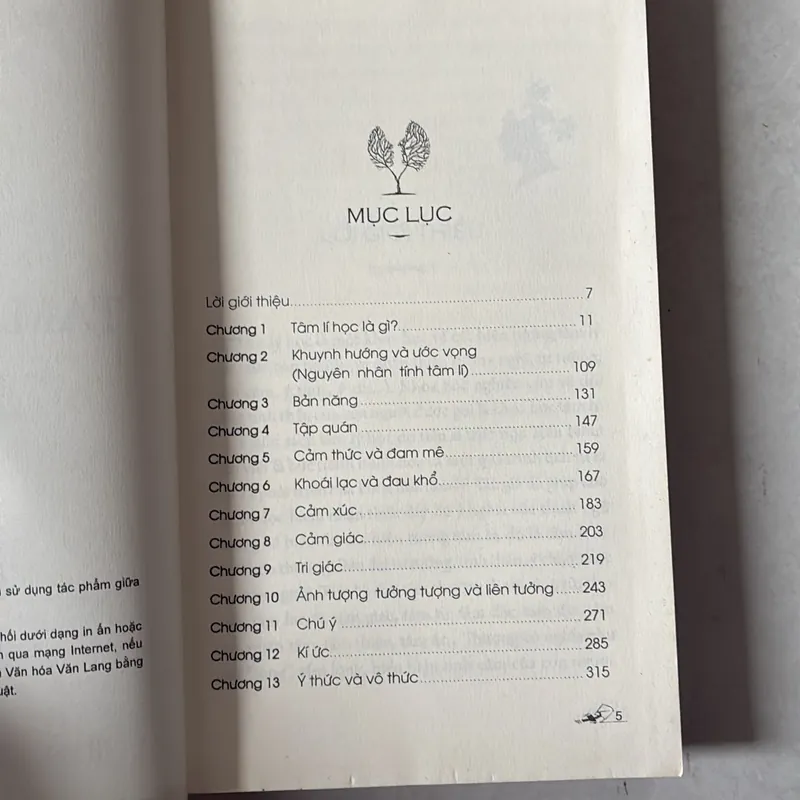 sử dụng tác phẩm giữa
hối dưới dạng in ấn hoặc
qua mạng Internet, nếu
Văn hóa Văn Lang bằng
uật.
MỤC LỤC
Lời giới thiệu 7
Chương 1 Tâm lí học là gì? 11
Chương 2 Khuynh hướng và ước vọng
(Nguyên nhân tính tâm lí) 109
Chương 3 Bản năng 131
Chương 4 Tập quán 147
Chương 5 Cảm thức và đam mê 159
Chương 6 Khoái lạc và đau khổ 167
Chương 7 Cảm xúc 183
Chương 8 Cảm giác 203
Chương 9 Tri giác 219
Chương 10 Ảnh tượng tưởng tượng và liên tưởng 243
Chương 11 Chú ý 271
Chương 12 Kí ức 285
Chương 13 Ý thức và vô thức 315
5